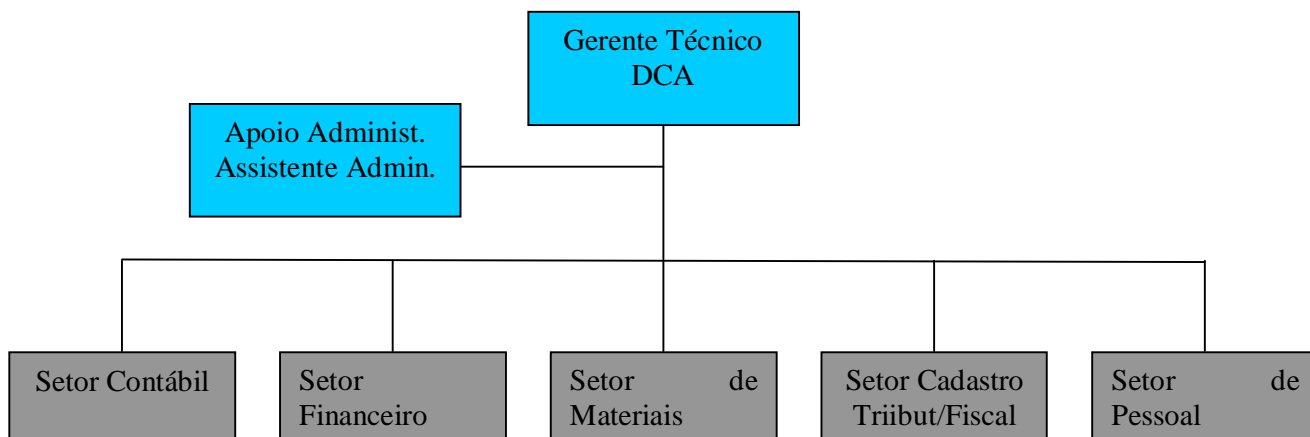 Gerente Técnico
DCA
Apoio Administ.
Assistente Admin.
Setor Contábil
Setor
Financeiro
Setor de
Materiais
Setor Cadastro
Triibut/Fiscal
Setor de
Pessoal